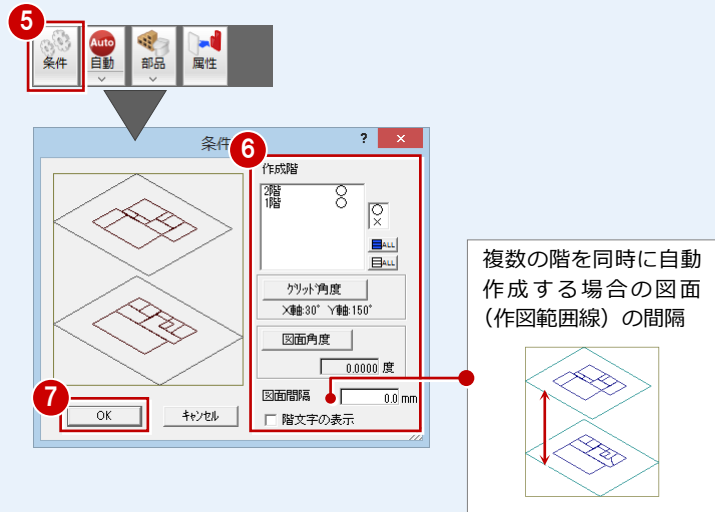 5
条件
Auto
自動
部品
属性
条件
?
×
6
作成階
2階 ○
1階 ○
○
×
ALL
ALL
グリッド角度
X軸:30° Y軸:150°
図面角度
0.0000 度
図面間隔
0.0 mm
階文字の表示
7
OK
キャンセル
複数の階を同時に自動
作成する場合の図面
（作図範囲線）の間隔